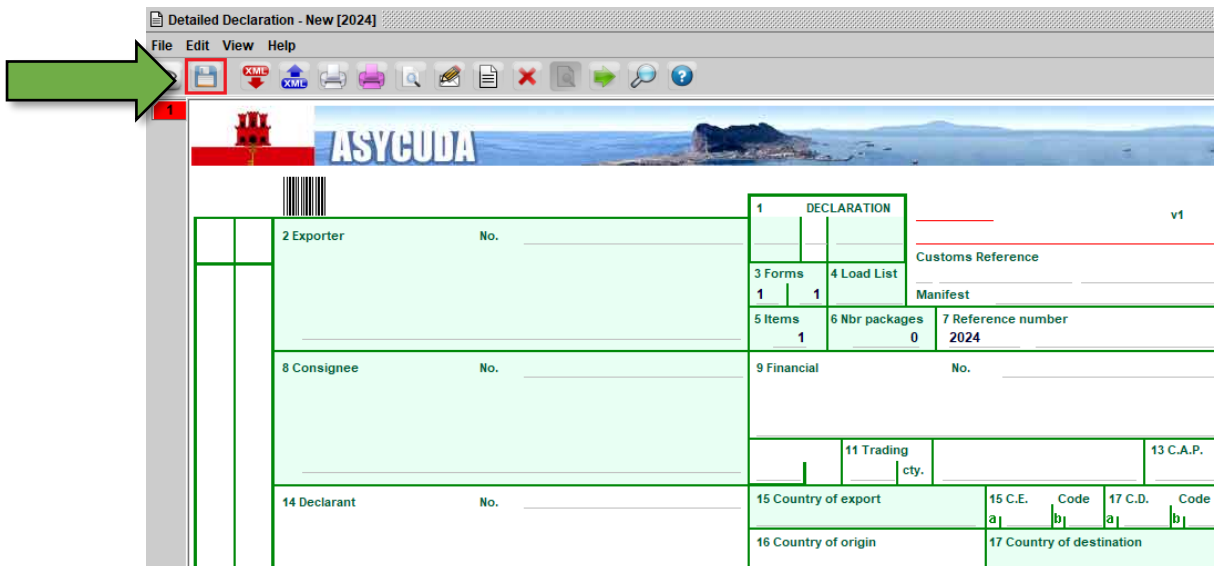 Detailed Declaration - New [2024]
File Edit View Help
XML XML
1
ASYCUDA
1 DECLARATION
v1
2 Exporter No.
Customs Reference
3 Forms 4 Load List
1 1
Manifest
5 Items 6 Nbr packages 7 Reference number
1 0 2024
8 Consignee No.
9 Financial No.
11 Trading
cty.
13 C.A.P.
14 Declarant No.
15 Country of export
15 C.E. Code 17 C.D. Code
a b a b
16 Country of origin
17 Country of destination